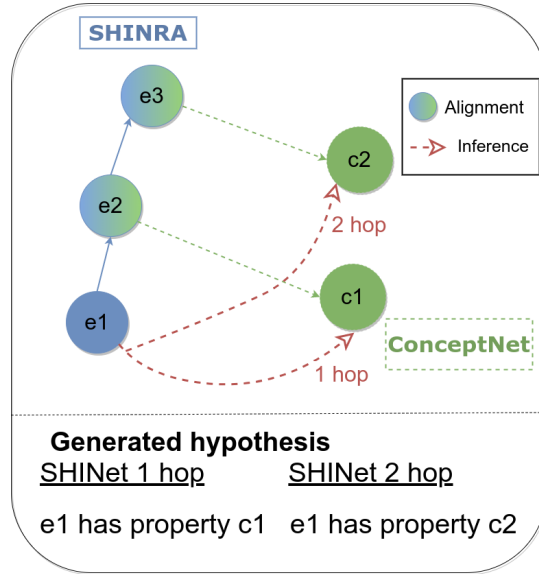 SHINRA
e3
Alignment
Inference
c2
e2
2 hop
c1
e1
ConceptNet
1 hop
Generated hypothesis
SHINet 1 hop SHINet 2 hop
e1 has property c1 e1 has property c2